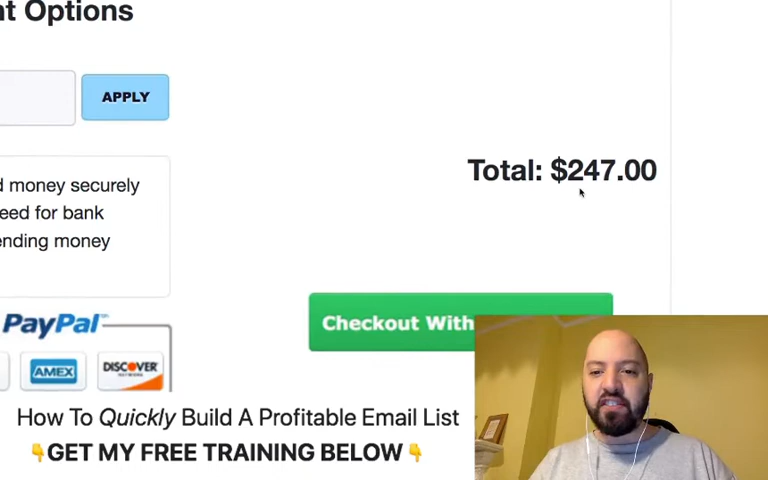 nt Options
APPLY
Total: $247.00
d money securely
eed for bank
ending money
PayPal
Checkout With
AMEX
DISCOVER
How To Quickly Build A Profitable Email List
👇GET MY FREE TRAINING BELOW👇